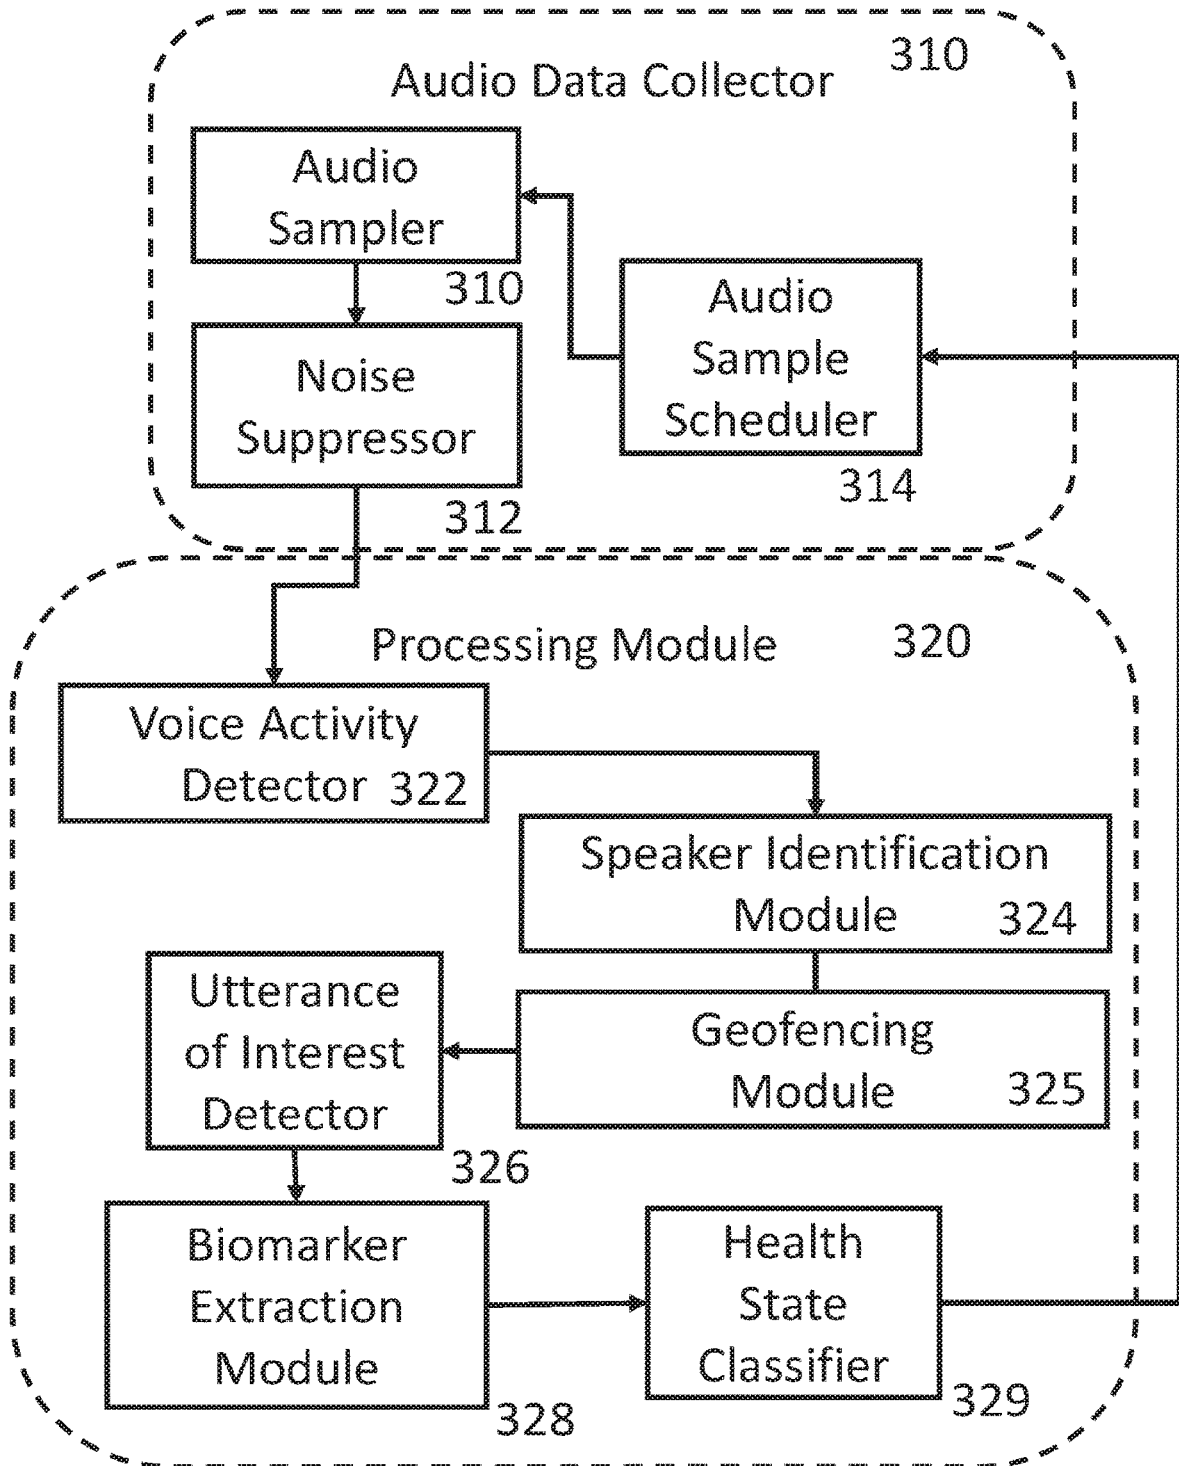 310
Audio Data Collector
Audio
Sampler
310
Audio
Sample
Scheduler
314
Noise
Suppressor
312
Processing Module
320
Voice Activity
Detector 322
Speaker Identification
Module 324
Geofencing
Module 325
Utterance
of Interest
Detector
326
Biomarker
Extraction
Module
328
Health
State
Classifier
329